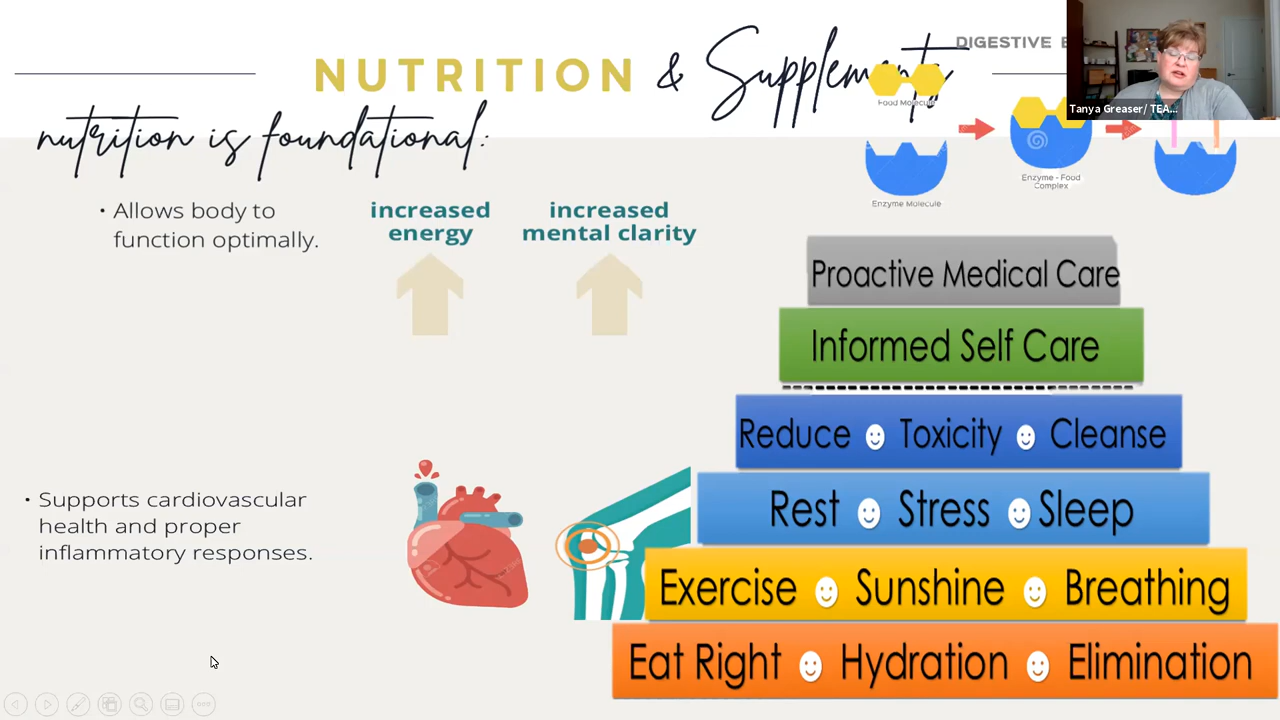 NUTRITION & Supplements
DIGESTIVE
nutrition is foundational:
Food Molecule
Tanya Greaser/ TEA...
Enzyme - Food
Complex
Enzyme Molecule
• Allows body to
function optimally.
increased
energy
increased
mental clarity
Proactive Medical Care
Informed Self Care
Reduce ☻ Toxicity ☻ Cleanse
Rest ☻ Stress ☻ Sleep
• Supports cardiovascular
health and proper
inflammatory responses.
Exercise ☻ Sunshine ☻ Breathing
Eat Right ☻ Hydration ☻ Elimination